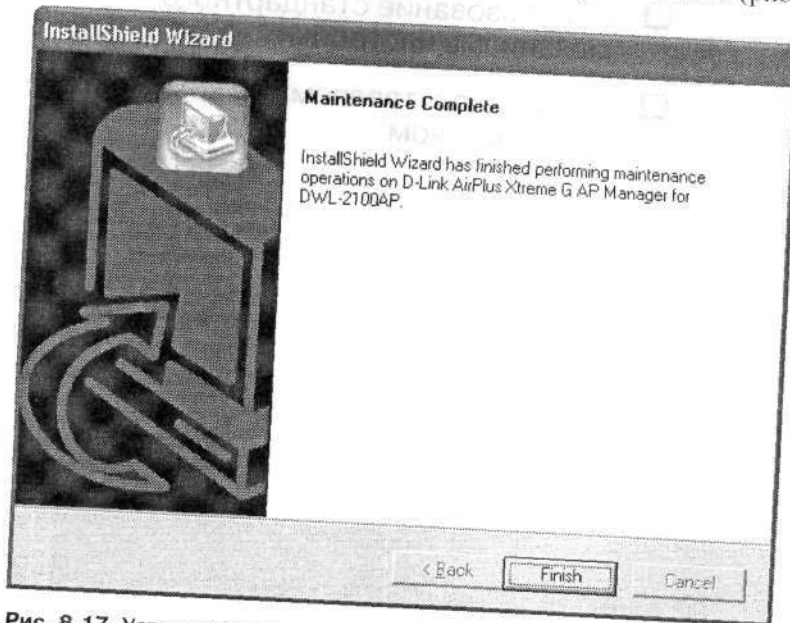 (рис
InstallShield Wizard
Maintenance Complete
InstallShield Wizard has finished performing maintenance
operations on D-Link AirPlus Xtreme G AP Manager for
DWL-2100AP.
< Back
Finish
Cancel
Рис. 8.17.